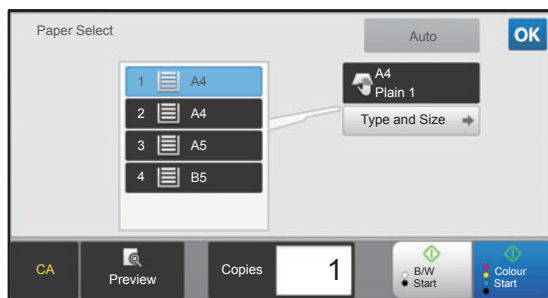 Paper Select
Auto
OK
1 A4
2 A4
3 A5
4 B5
A4
Plain 1
Type and Size
CA
Preview
Copies
1
B/W
Start
Colour
Start